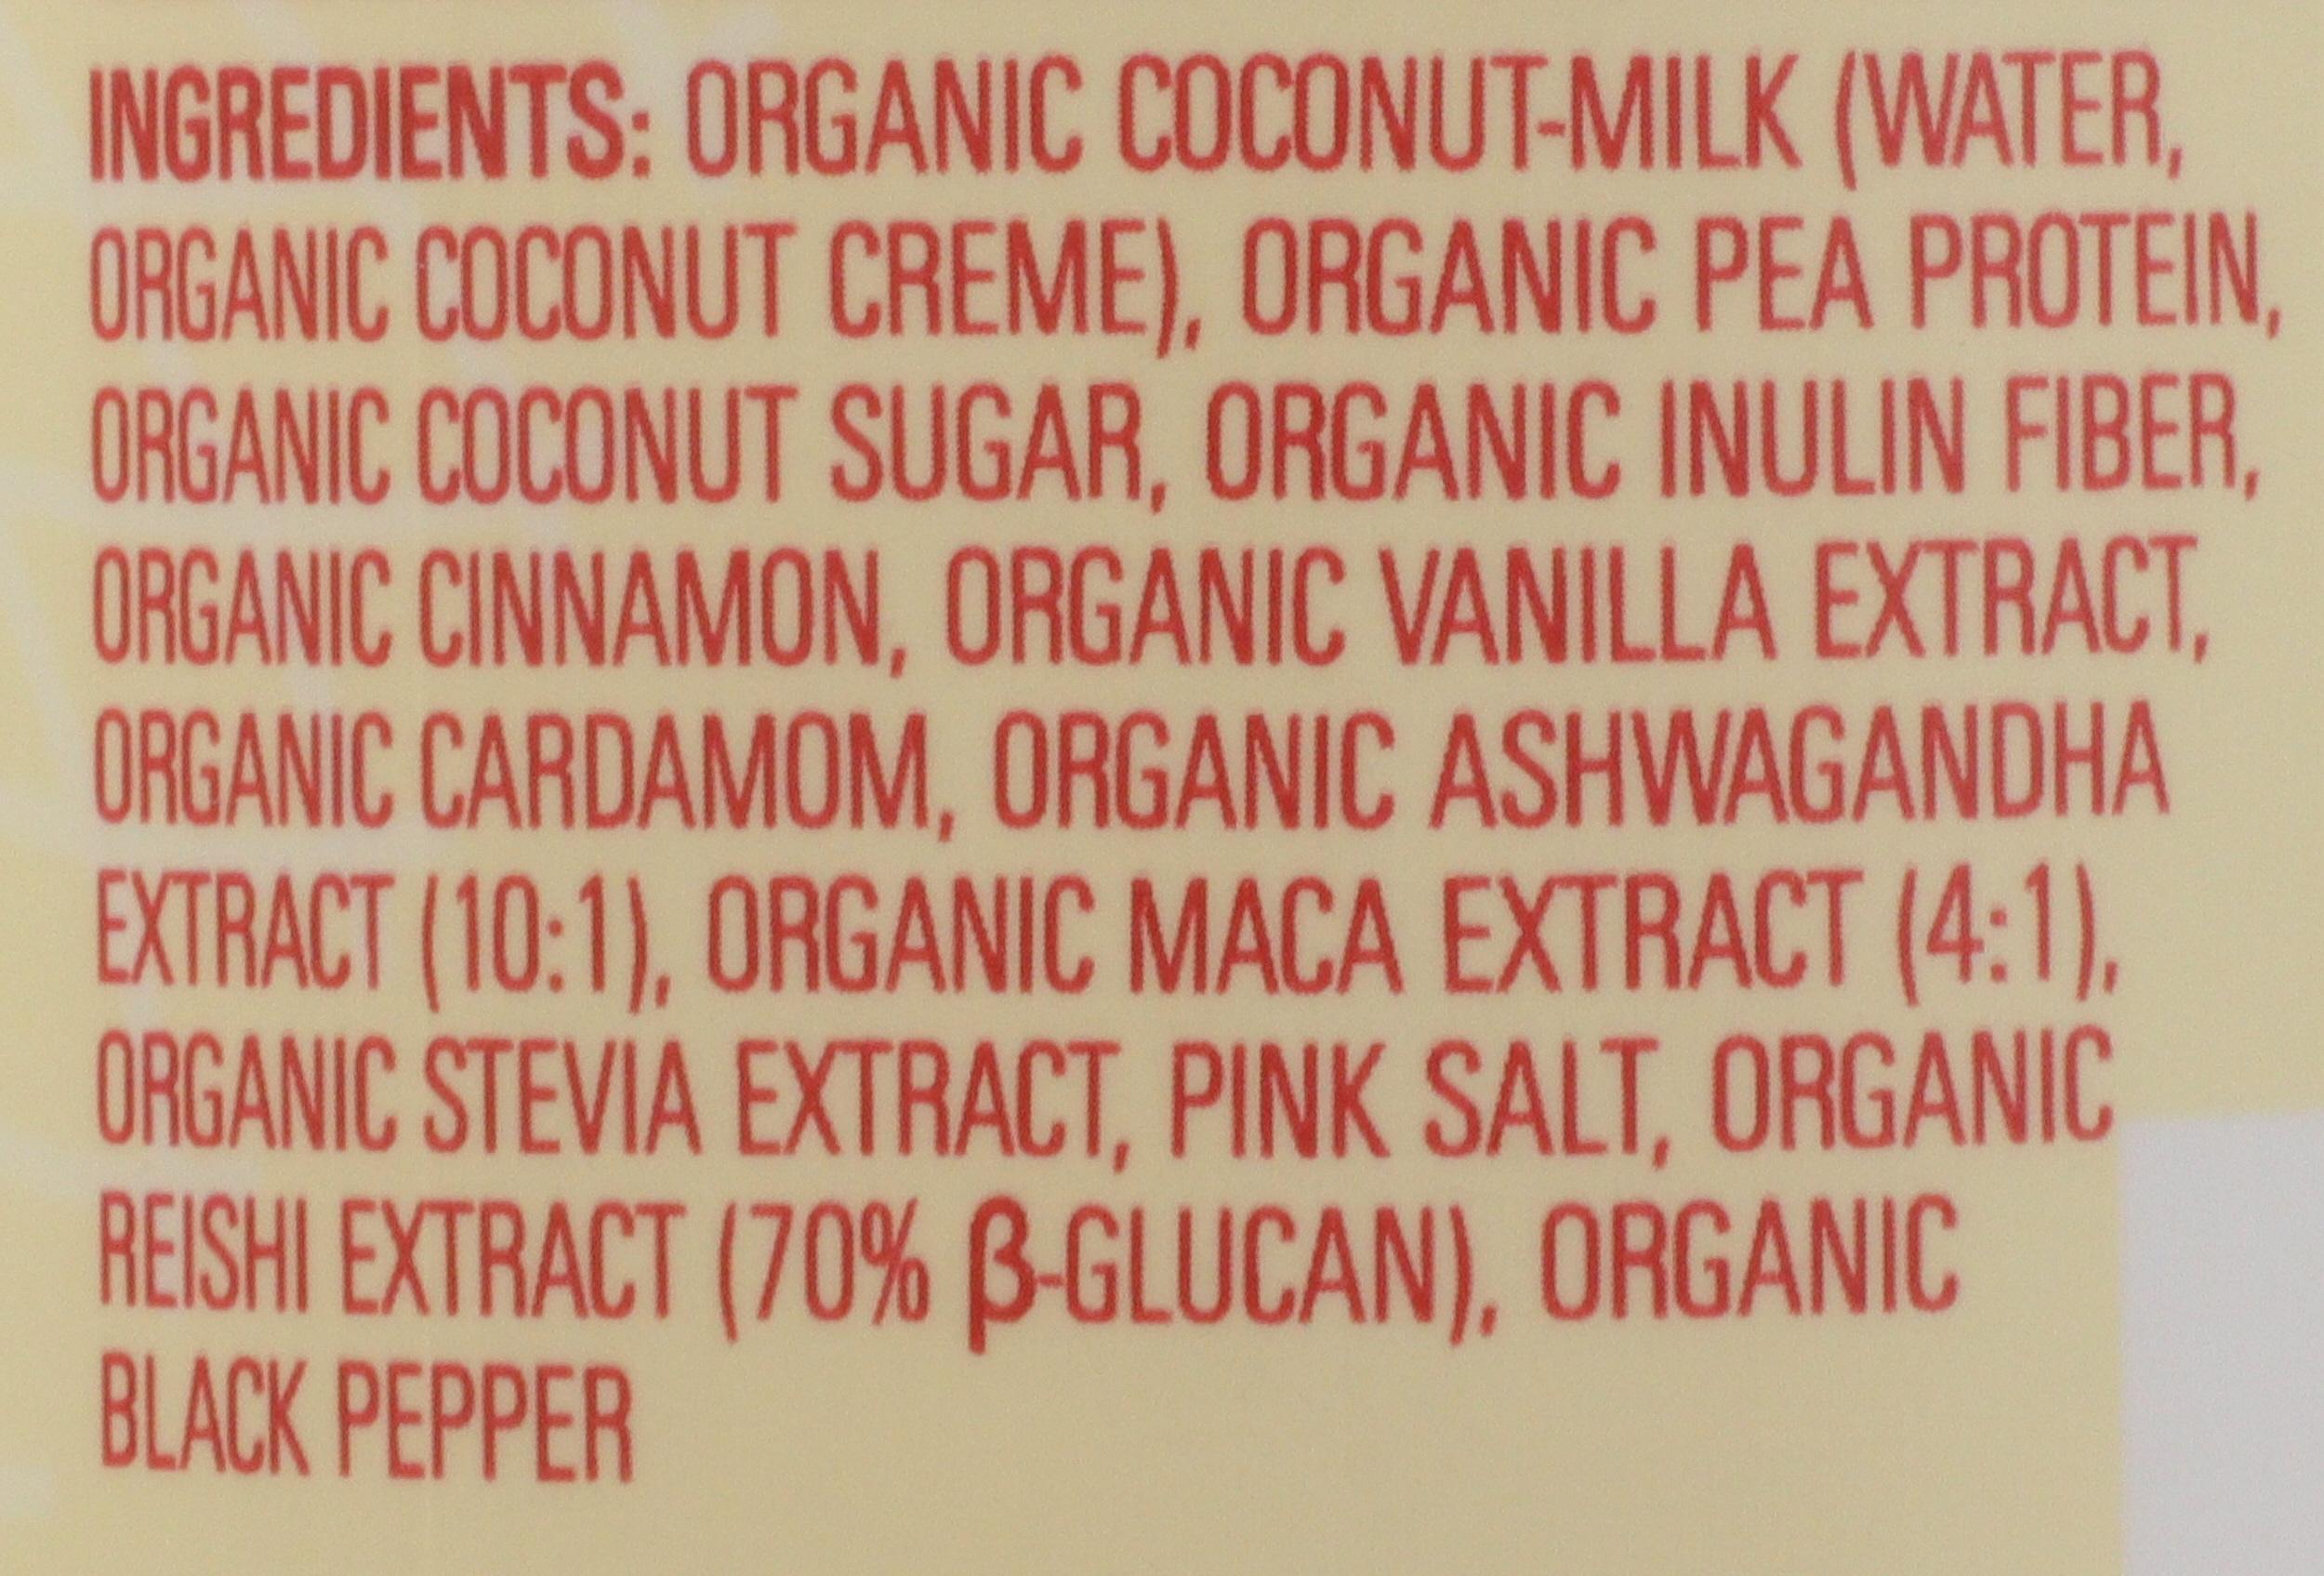 INGREDIENTS: ORGANIC COCONUT-MILK (WATER,
ORGANIC COCONUT CREME), ORGANIC PEA PROTEIN,
ORGANIC COCONUT SUGAR, ORGANIC INULIN FIBER,
ORGANIC CINNAMON, ORGANIC VANILLA EXTRACT,
ORGANIC CARDAMOM, ORGANIC ASHWAGANDHA
EXTRACT (10:1), ORGANIC MACA EXTRACT (4:1),
ORGANIC STEVIA EXTRACT, PINK SALT, ORGANIC
REISHI EXTRACT (70% β-GLUCAN), ORGANIC
BLACK PEPPER